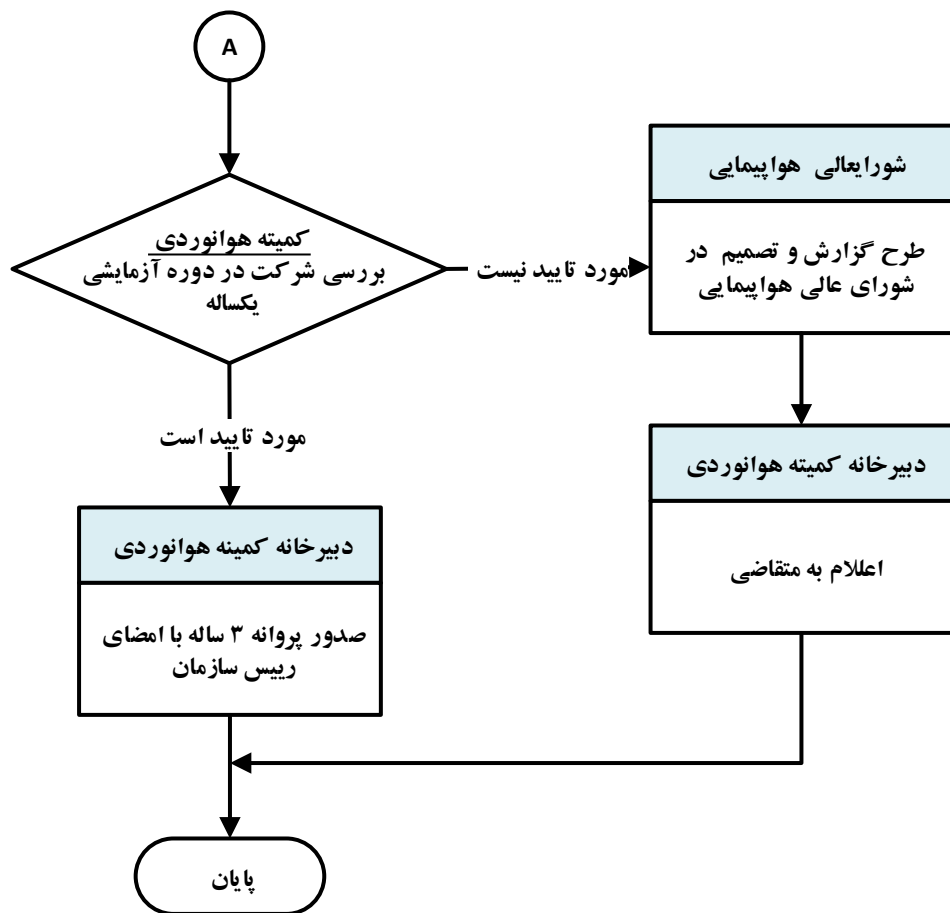 A
کمیته هوانوردی
بررسی شرکت در دوره آزمایشی
یکساله
مورد تایید نیست
شورایعالی هواپیمایی
طرح گزارش و تصمیم در
شورای عالی هواپیمایی
دبیرخانه کمیته هوانوردی
اعللام به متقاضی
مورد تایید است
دبیرخانه کمینه هوانوردی
صدور پروانه ۳ ساله با امضای
رییس سازمان
پایان